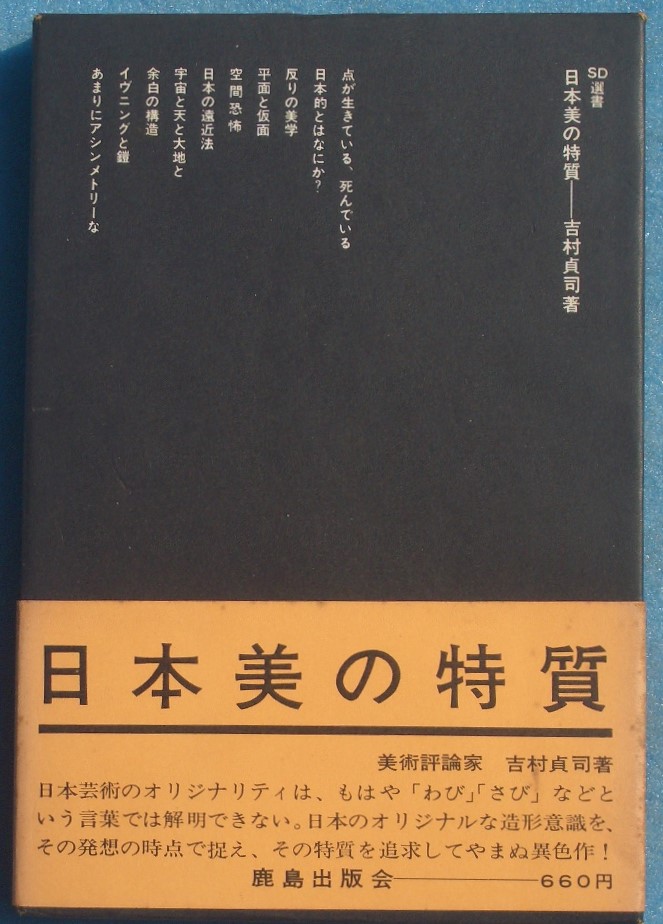 SD選書
日本美の特質――吉村貞司著
点が生きている、死んでいる
日本的とはなにか?
反りの美学
平面と仮面
空間恐怖
日本の遠近法
宇宙と天と大地と
余白の構造
イヴニングと鎧
あまりにアシンメトリーな
日本美の特質
美術評論家 吉村貞司著
日本芸術のオリジナリティは、もはや「わび」「さび」などと
いう言葉では解明できない。日本のオリジナルな造形意識を、
その発想の時点で捉え、その特質を追求してやまぬ異色作!
鹿島出版会――660円